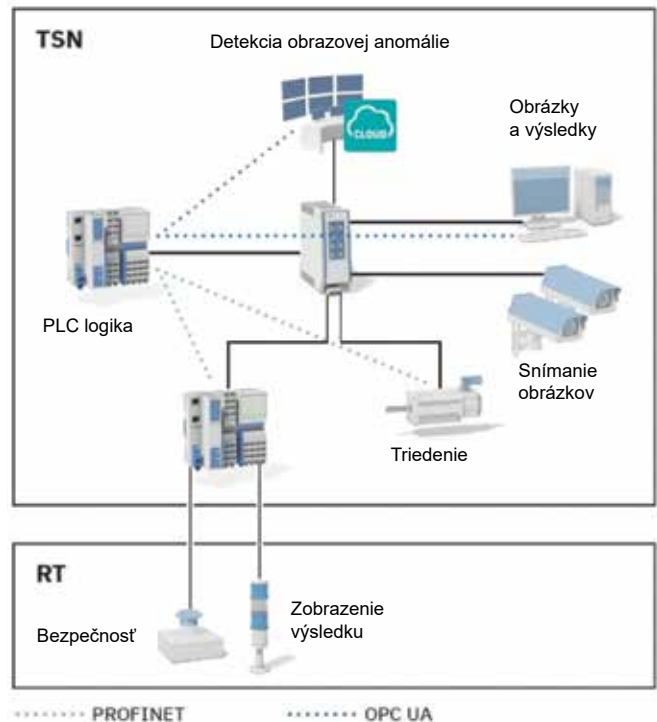 TSN
Detekcia obrazovej anomálie
CLOUD
Obrázky
a výsledky
PLC logika
Snímanie
obrázkov
Triedenie
RT
Bezpečnosť
Zobrazenie
výsledku
PROFINET
OPC UA